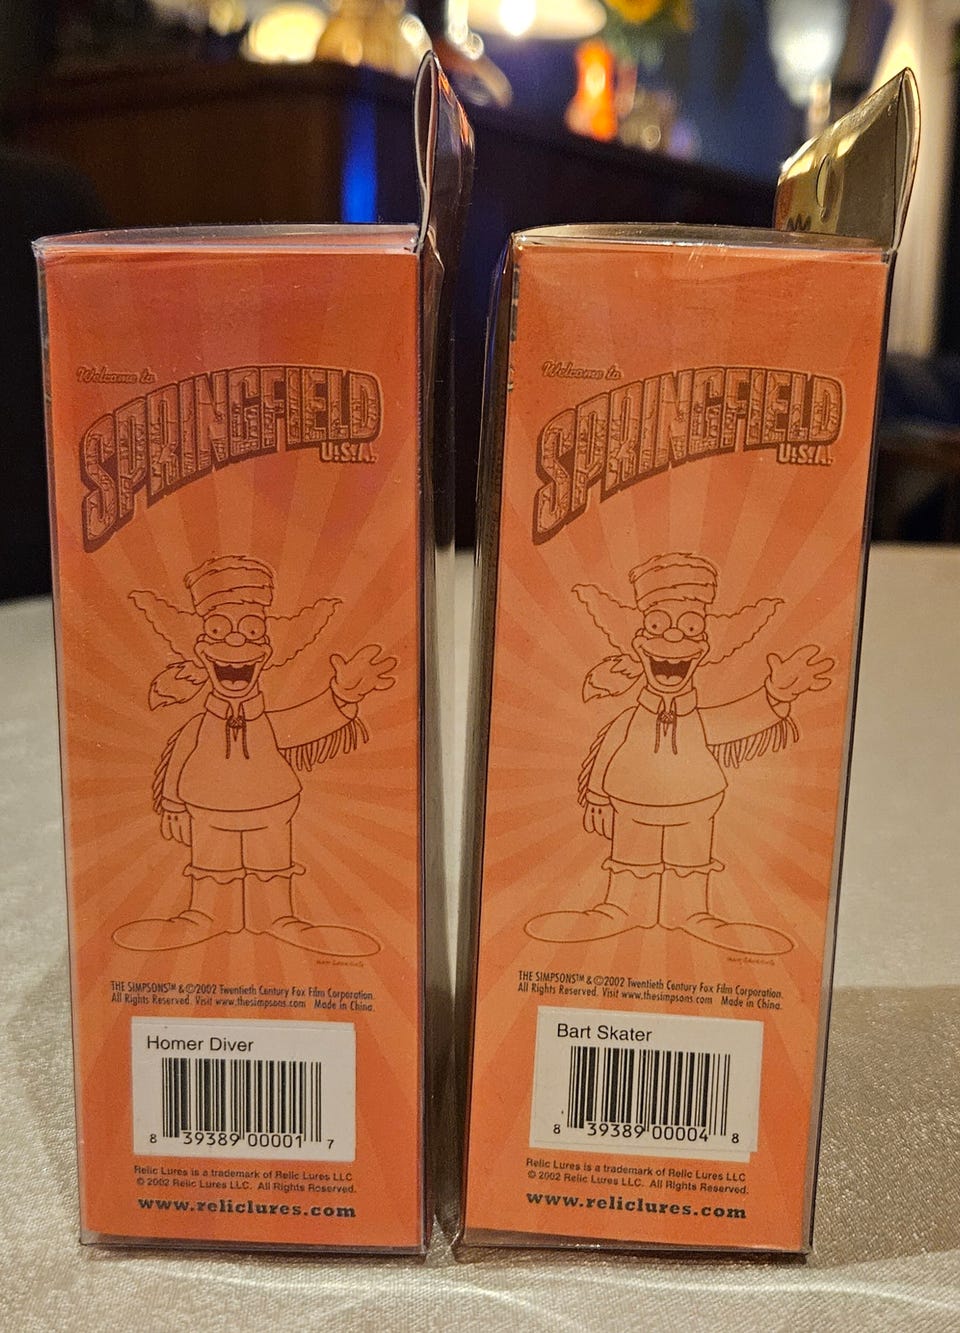 Welcome to
SPRINGFIELD
U.S.A.
MATT GROENING
THE SIMPSONS™ & ©2002 Twentieth Century Fox Film Corporation.
All Rights Reserved. Visit www.thesimpsons.com Made in China.
Homer Diver
8 39389 00001 7
Relic Lures is a trademark of Relic Lures LLC
© 2002 Relic Lures LLC. All Rights Reserved.
www.reliclures.com
Welcome to
SPRINGFIELD
U.S.A.
MATT GROENING
THE SIMPSONS™ & ©2002 Twentieth Century Fox Film Corporation.
All Rights Reserved. Visit www.thesimpsons.com Made in China.
Bart Skater
8 39389 00004 8
Relic Lures is a trademark of Relic Lures LLC
© 2002 Relic Lures LLC. All Rights Reserved.
www.reliclures.com